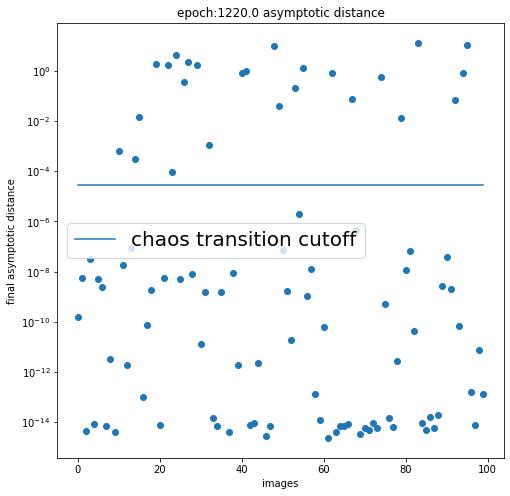 epoch:1220.0 asymptotic distance
final asymptotic distance
10^0
10^-2
10^-4
10^-6
10^-8
10^-10
10^-12
10^-14
chaos transition cutoff
0 20 40 60 80 100
images